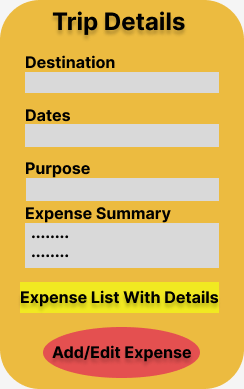 Trip Details
Destination
Dates
Purpose
Expense Summary
........
........
Expense List With Details
Add/Edit Expense